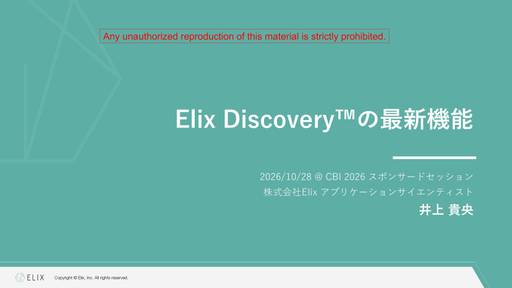 Any unauthorized reproduction of this material is strictly prohibited.
Elix Discovery™の最新機能
2026/10/28 @ CBI 2026 スポンサードセッション
株式会社Elix アプリケーションサイエンティスト
井上 貴央
ELIX
Copyright © Elix, Inc. All rights reserved.